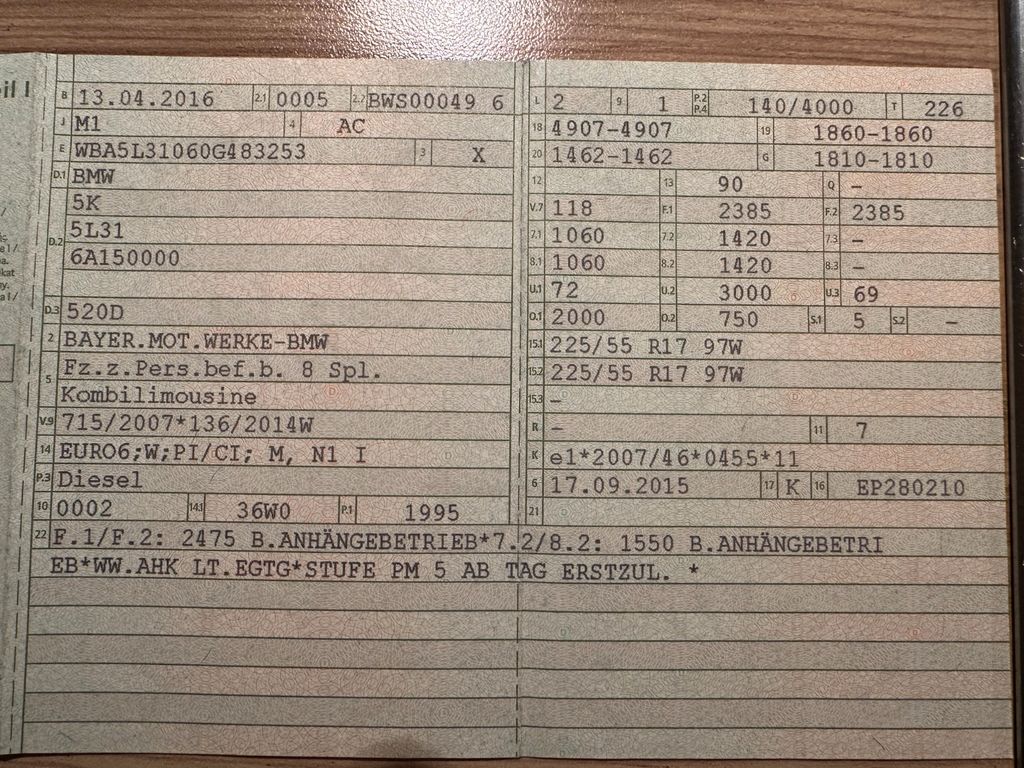 B 13.04.2016 2.1 0005 2.2 BWS00049 6
J M1 4 AC
E WBA5L31060G483253 3 X
D.1 BMW
5K
D.2 5L31
6A150000
D.3 520D
2 BAYER.MOT.WERKE-BMW
5 Fz.z.Pers.bef.b. 8 Spl.
Kombilimousine
V.9 715/2007*136/2014W
14 EURO6;W;PI/CI; M, N1 I
P.3 Diesel
10 0002 14.1 36W0 P.1 1995
L 2 9 1 P.2 P.4 140/4000 T 226
18 4907-4907 19 1860-1860
20 1462-1462 G 1810-1810
12 13 90 Q –
V.7 118 F.1 2385 F.2 2385
7.1 1060 7.2 1420 7.3 –
8.1 1060 8.2 1420 8.3 –
U.1 72 U.2 3000 U.3 69
O.1 2000 O.2 750 S.1 5 S.2 –
15.1 225/55 R17 97W
15.2 225/55 R17 97W
15.3 –
R – 11 7
K e1*2007/46*0455*11
6 17.09.2015 17 K 16 EP280210
21
22 F.1/F.2: 2475 B.ANHÄNGEBETRIEB*7.2/8.2: 1550 B.ANHÄNGEBETRI
EB*WW.AHK LT.EGTG*STUFE PM 5 AB TAG ERSTZUL. *